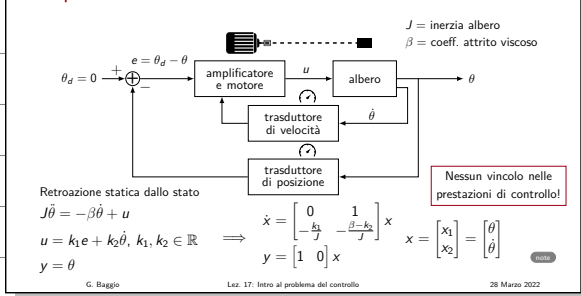 J = inerzia albero
β = coeff. attrito viscoso
e = θ_d − θ
θ_d = 0
+
−
amplificatore
e motore
u
albero
θ
trasduttore
di velocità
θ̇
trasduttore
di posizione
Nessun vincolo nelle
prestazioni di controllo!
Retroazione statica dallo stato
Jθ̈ = −βθ̇ + u
u = k₁e + k₂θ̇, k₁, k₂ ∈ ℝ
y = θ
⟹
ẋ = [0 1; −k₁/J −(β−k₂)/J] x
y = [1 0] x
x = [x₁; x₂] = [θ; θ̇]
note
G. Baggio
Lez. 17: Intro al problema del controllo
28 Marzo 2022